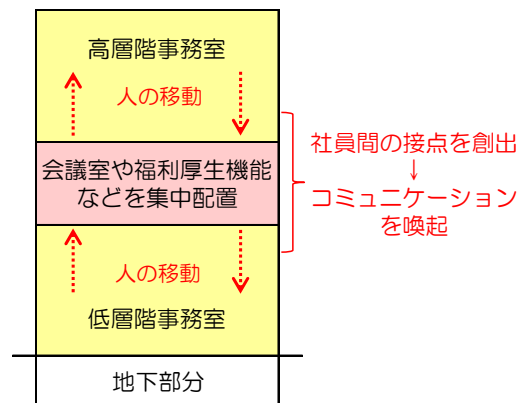 高層階事務室
人の移動
会議室や福利厚生機能
などを集中配置
社員間の接点を創出
↓
コミュニケーション
を喚起
人の移動
低層階事務室
地下部分